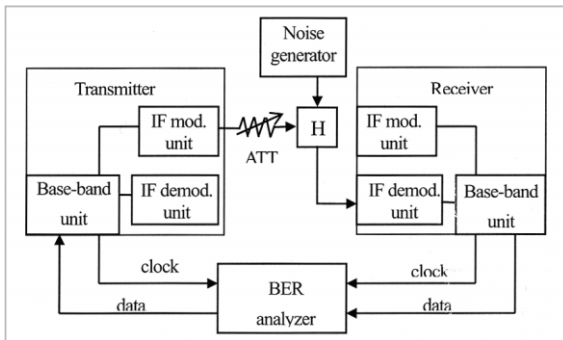 Noise
generator
Transmitter
Receiver
IF mod.
unit
ATT
H
IF mod.
unit
Base-band
unit
IF demod.
unit
IF demod.
unit
Base-band
unit
clock
clock
BER
analyzer
data
data